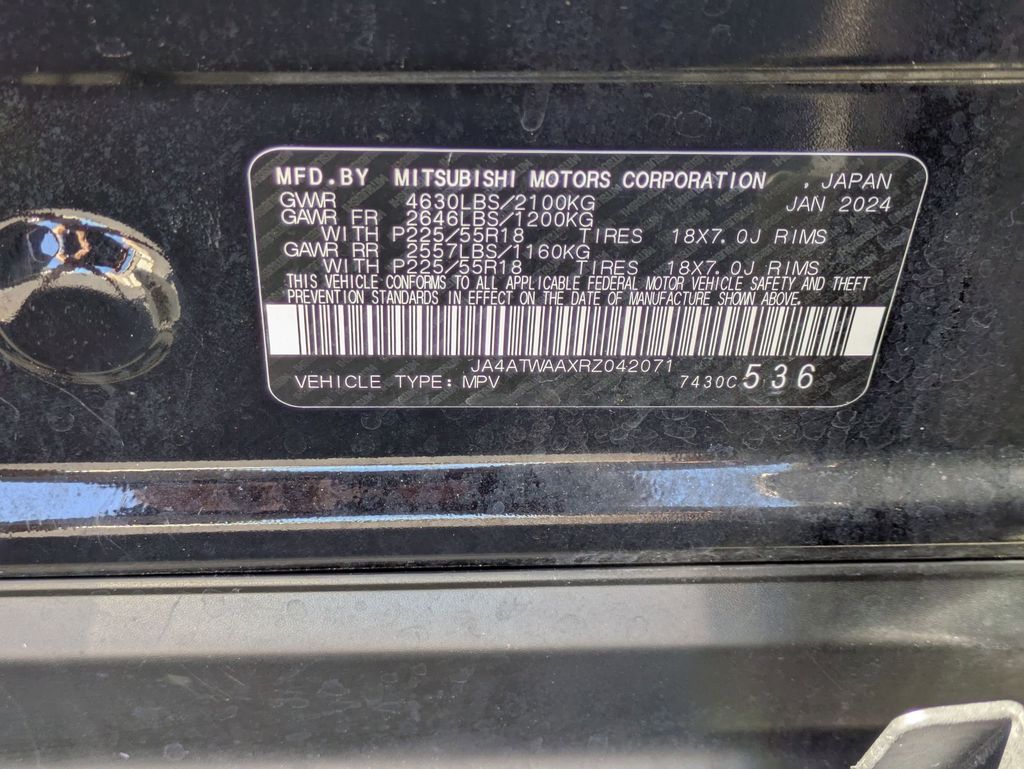 MFD.BY MITSUBISHI MOTORS CORPORATION , JAPAN
GVWR 4630LBS/2100KG JAN 2024
GAWR FR 2646LBS/1200KG
WITH P225/55R18 TIRES 18X7.0J RIMS
GAWR RR 2557LBS/1160KG
WITH P225/55R18 TIRES 18X7.0J RIMS
THIS VEHICLE CONFORMS TO ALL APPLICABLE FEDERAL MOTOR VEHICLE SAFETY AND THEFT
PREVENTION STANDARDS IN EFFECT ON THE DATE OF MANUFACTURE SHOWN ABOVE.
JA4ATWAAXRZ042071
VEHICLE TYPE: MPV 7430C 536